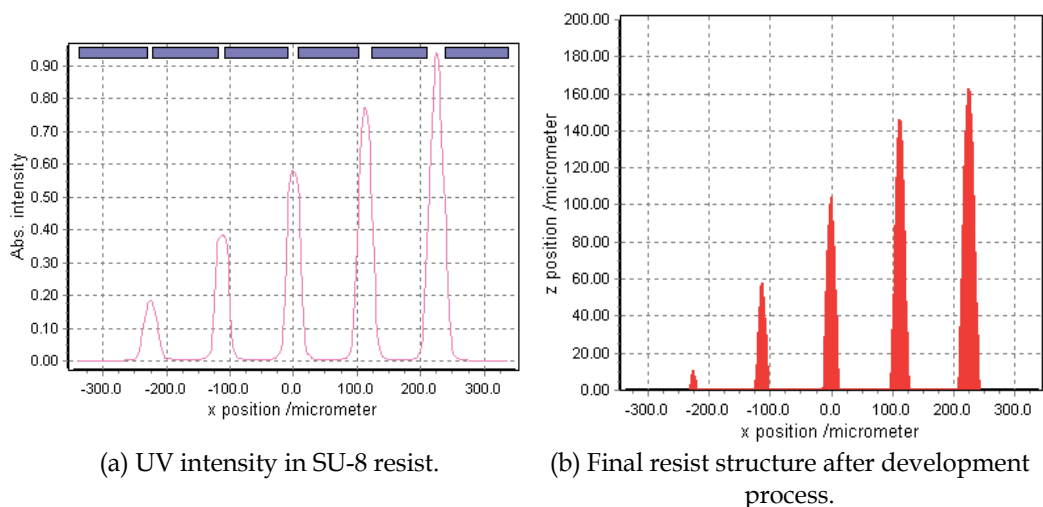 0.90
0.80
0.70
0.60
0.50
0.40
0.30
0.20
0.10
0.00
Abs. intensity
-300.0 -200.0 -100.0 0.0 100.0 200.0 300.0
x position /micrometer
(a) UV intensity in SU-8 resist.
200.00
180.00
160.00
140.00
120.00
100.00
80.00
60.00
40.00
20.00
0.00
z position /micrometer
-300.0 -200.0 -100.0 0.0 100.0 200.0 300.0
x position /micrometer
(b) Final resist structure after development
process.